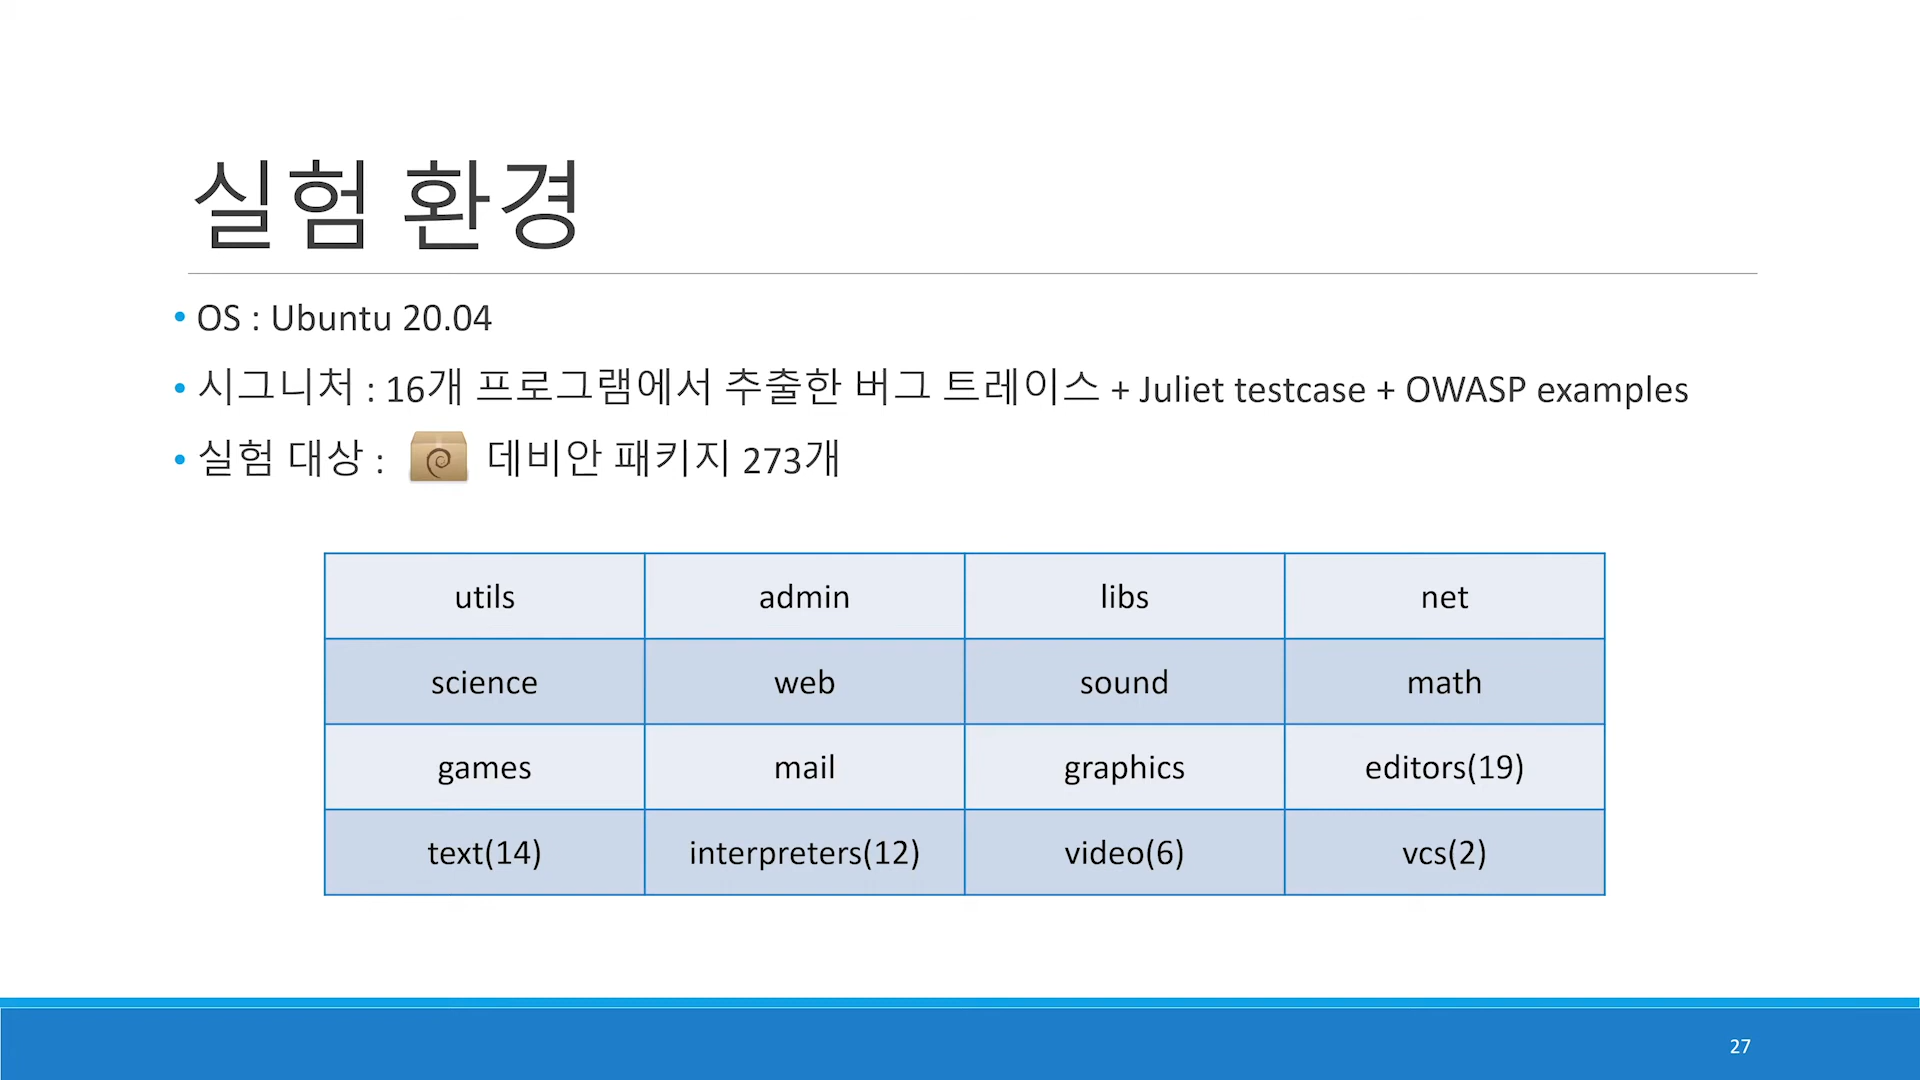 실험 환경
• OS : Ubuntu 20.04
• 시그니처 : 16개 프로그램에서 추출한 버그 트레이스 + Juliet testcase + OWASP examples
• 실험 대상 : 데비안 패키지 273개
utils admin libs net
science web sound math
games mail graphics editors(19)
text(14) interpreters(12) video(6) vcs(2)
27